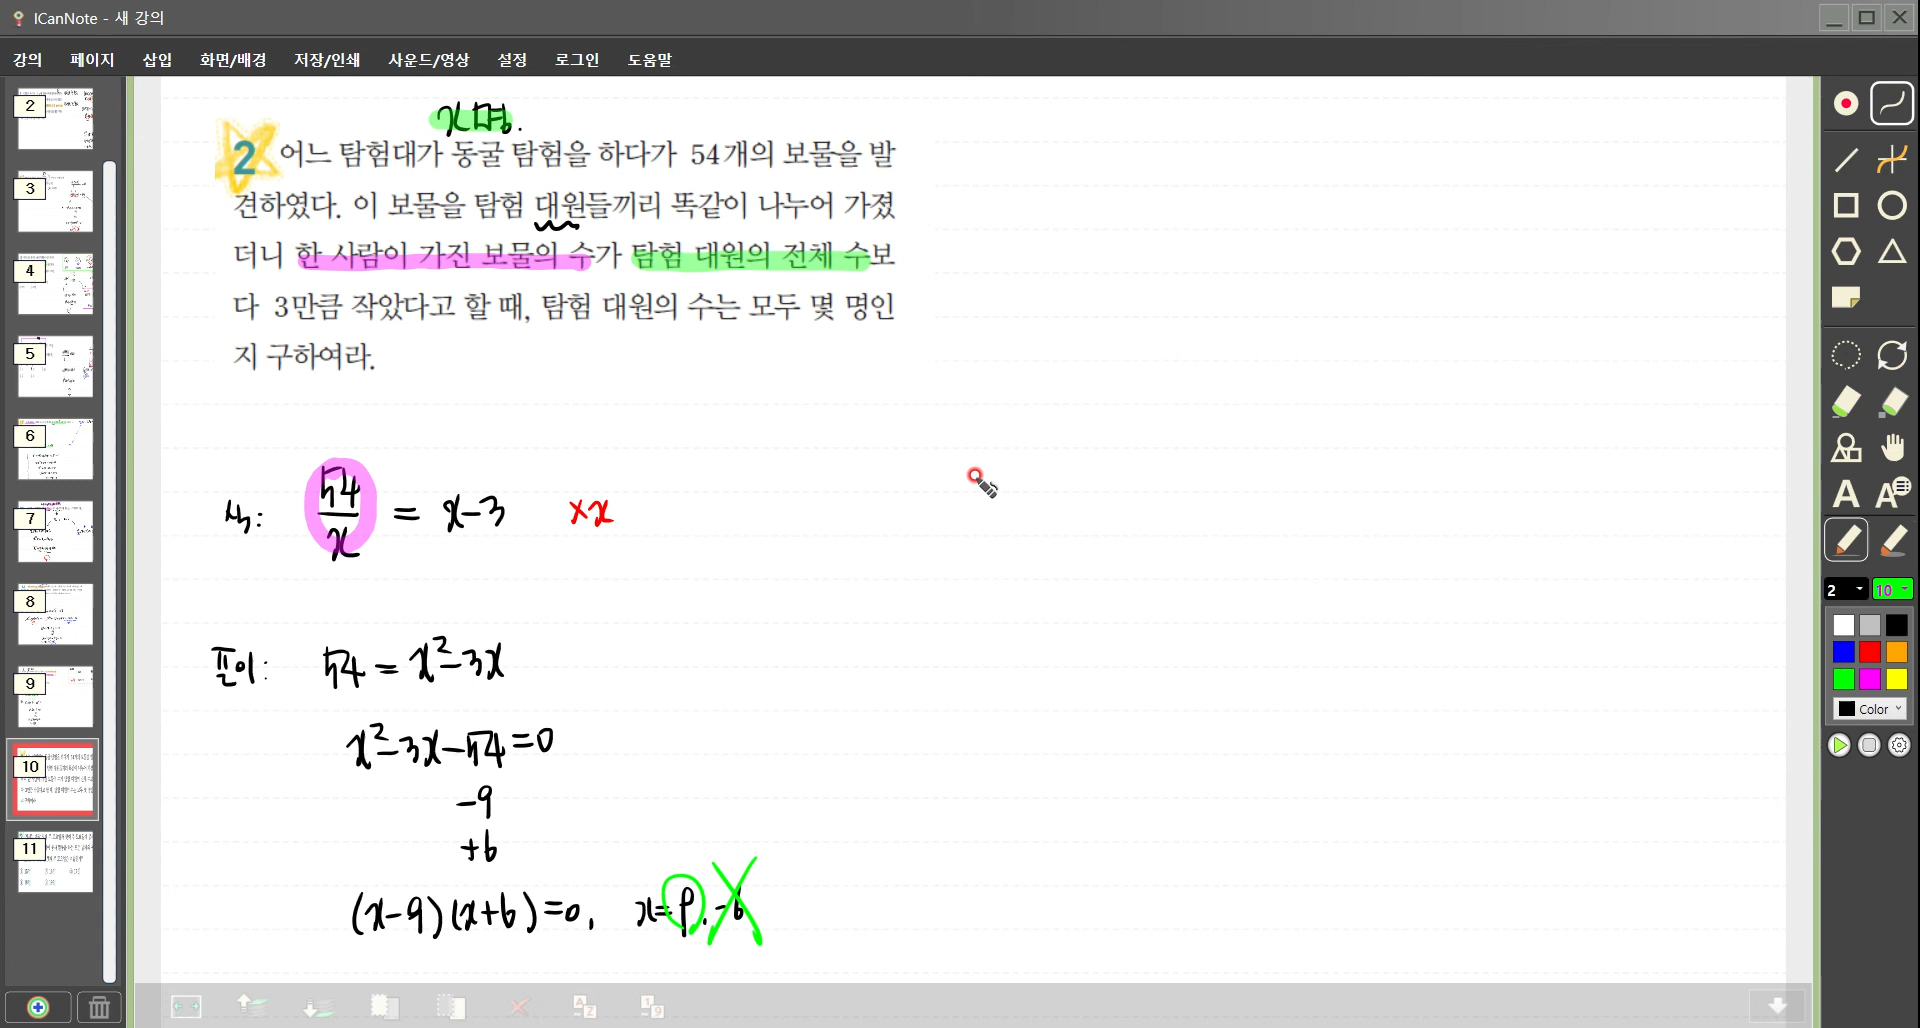 ICanNote - 새 강의
강의 페이지 삽입 화면/배경 저장/인쇄 사운드/영상 설정 로그인 도움말
2
3
4
5
6
7
8
9
10
11
x명.
2 어느 탐험대가 동굴 탐험을 하다가 54개의 보물을 발
견하였다. 이 보물을 탐험 대원들끼리 똑같이 나누어 가졌
더니 한 사람이 가진 보물의 수가 탐험 대원의 전체 수보
다 3만큼 작았다고 할 때, 탐험 대원의 수는 모두 몇 명인
지 구하여라.
식: 54/x = x-3 ×x
풀이: 54 = x²-3x
x²-3x-54=0
-9
+6
(x-9)(x+6)=0, x=9, -6
2 10
Color